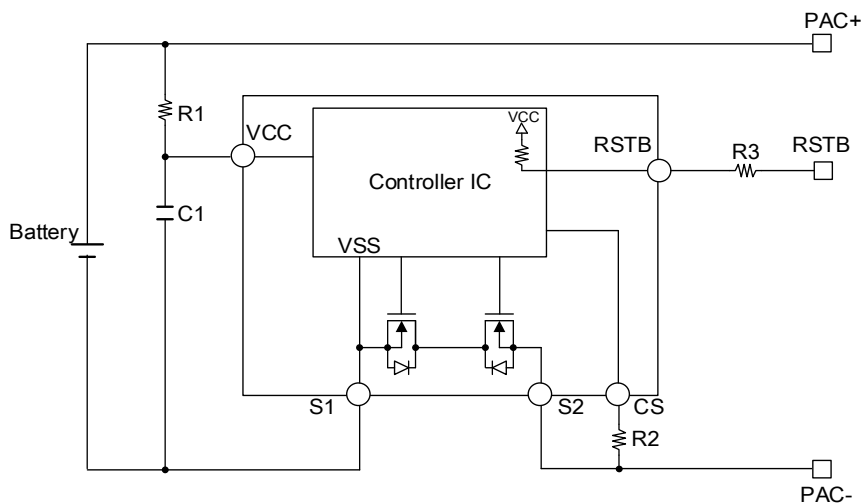 PAC+
R1
VCC
VCC
RSTB
R3
RSTB
Controller IC
C1
Battery
VSS
S1
S2
CS
R2
PAC-